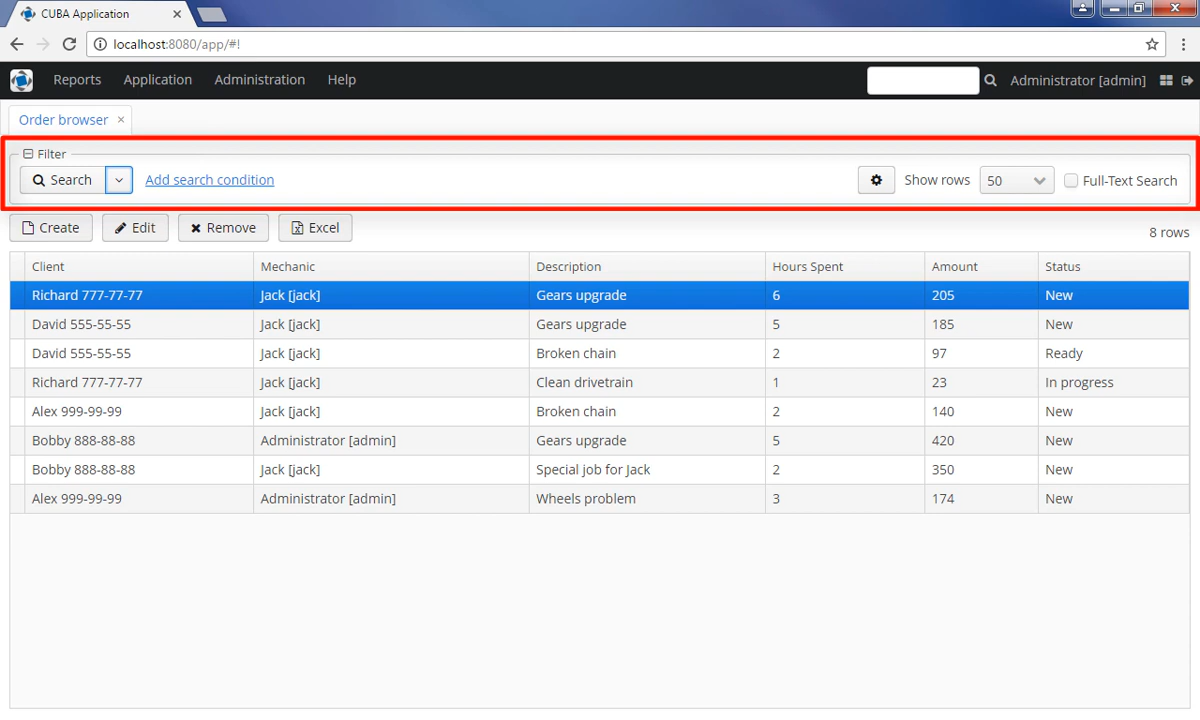 CUBA Application
localhost:8080/app/#!
Reports Application Administration Help Administrator [admin]
Order browser
Filter
Search Add search condition Show rows 50 Full-Text Search
Create Edit Remove Excel 8 rows
Client Mechanic Description Hours Spent Amount Status
Richard 777-77-77 Jack [jack] Gears upgrade 6 205 New
David 555-55-55 Jack [jack] Gears upgrade 5 185 New
David 555-55-55 Jack [jack] Broken chain 2 97 Ready
Richard 777-77-77 Jack [jack] Clean drivetrain 1 23 In progress
Alex 999-99-99 Jack [jack] Broken chain 2 140 New
Bobby 888-88-88 Administrator [admin] Gears upgrade 5 420 New
Bobby 888-88-88 Jack [jack] Special job for Jack 2 350 New
Alex 999-99-99 Administrator [admin] Wheels problem 3 174 New